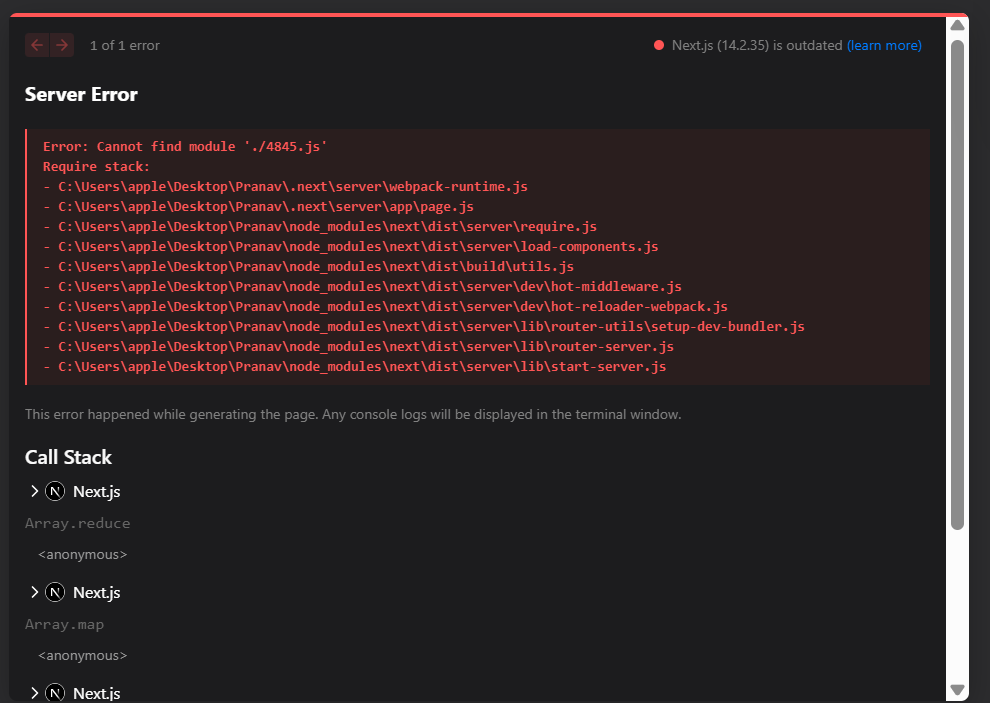 1 of 1 error
Next.js (14.2.35) is outdated (learn more)
Server Error
Error: Cannot find module './4845.js'
Require stack:
- C:\Users\apple\Desktop\Pranav\.next\server\webpack-runtime.js
- C:\Users\apple\Desktop\Pranav\.next\server\app\page.js
- C:\Users\apple\Desktop\Pranav\node_modules\next\dist\server\require.js
- C:\Users\apple\Desktop\Pranav\node_modules\next\dist\server\load-components.js
- C:\Users\apple\Desktop\Pranav\node_modules\next\dist\build\utils.js
- C:\Users\apple\Desktop\Pranav\node_modules\next\dist\server\dev\hot-middleware.js
- C:\Users\apple\Desktop\Pranav\node_modules\next\dist\server\dev\hot-reloader-webpack.js
- C:\Users\apple\Desktop\Pranav\node_modules\next\dist\server\lib\router-utils\setup-dev-bundler.js
- C:\Users\apple\Desktop\Pranav\node_modules\next\dist\server\lib\router-server.js
- C:\Users\apple\Desktop\Pranav\node_modules\next\dist\server\lib\start-server.js
This error happened while generating the page. Any console logs will be displayed in the terminal window.
Call Stack
N Next.js
Array.reduce
<anonymous>
N Next.js
Array.map
<anonymous>
N Next.js